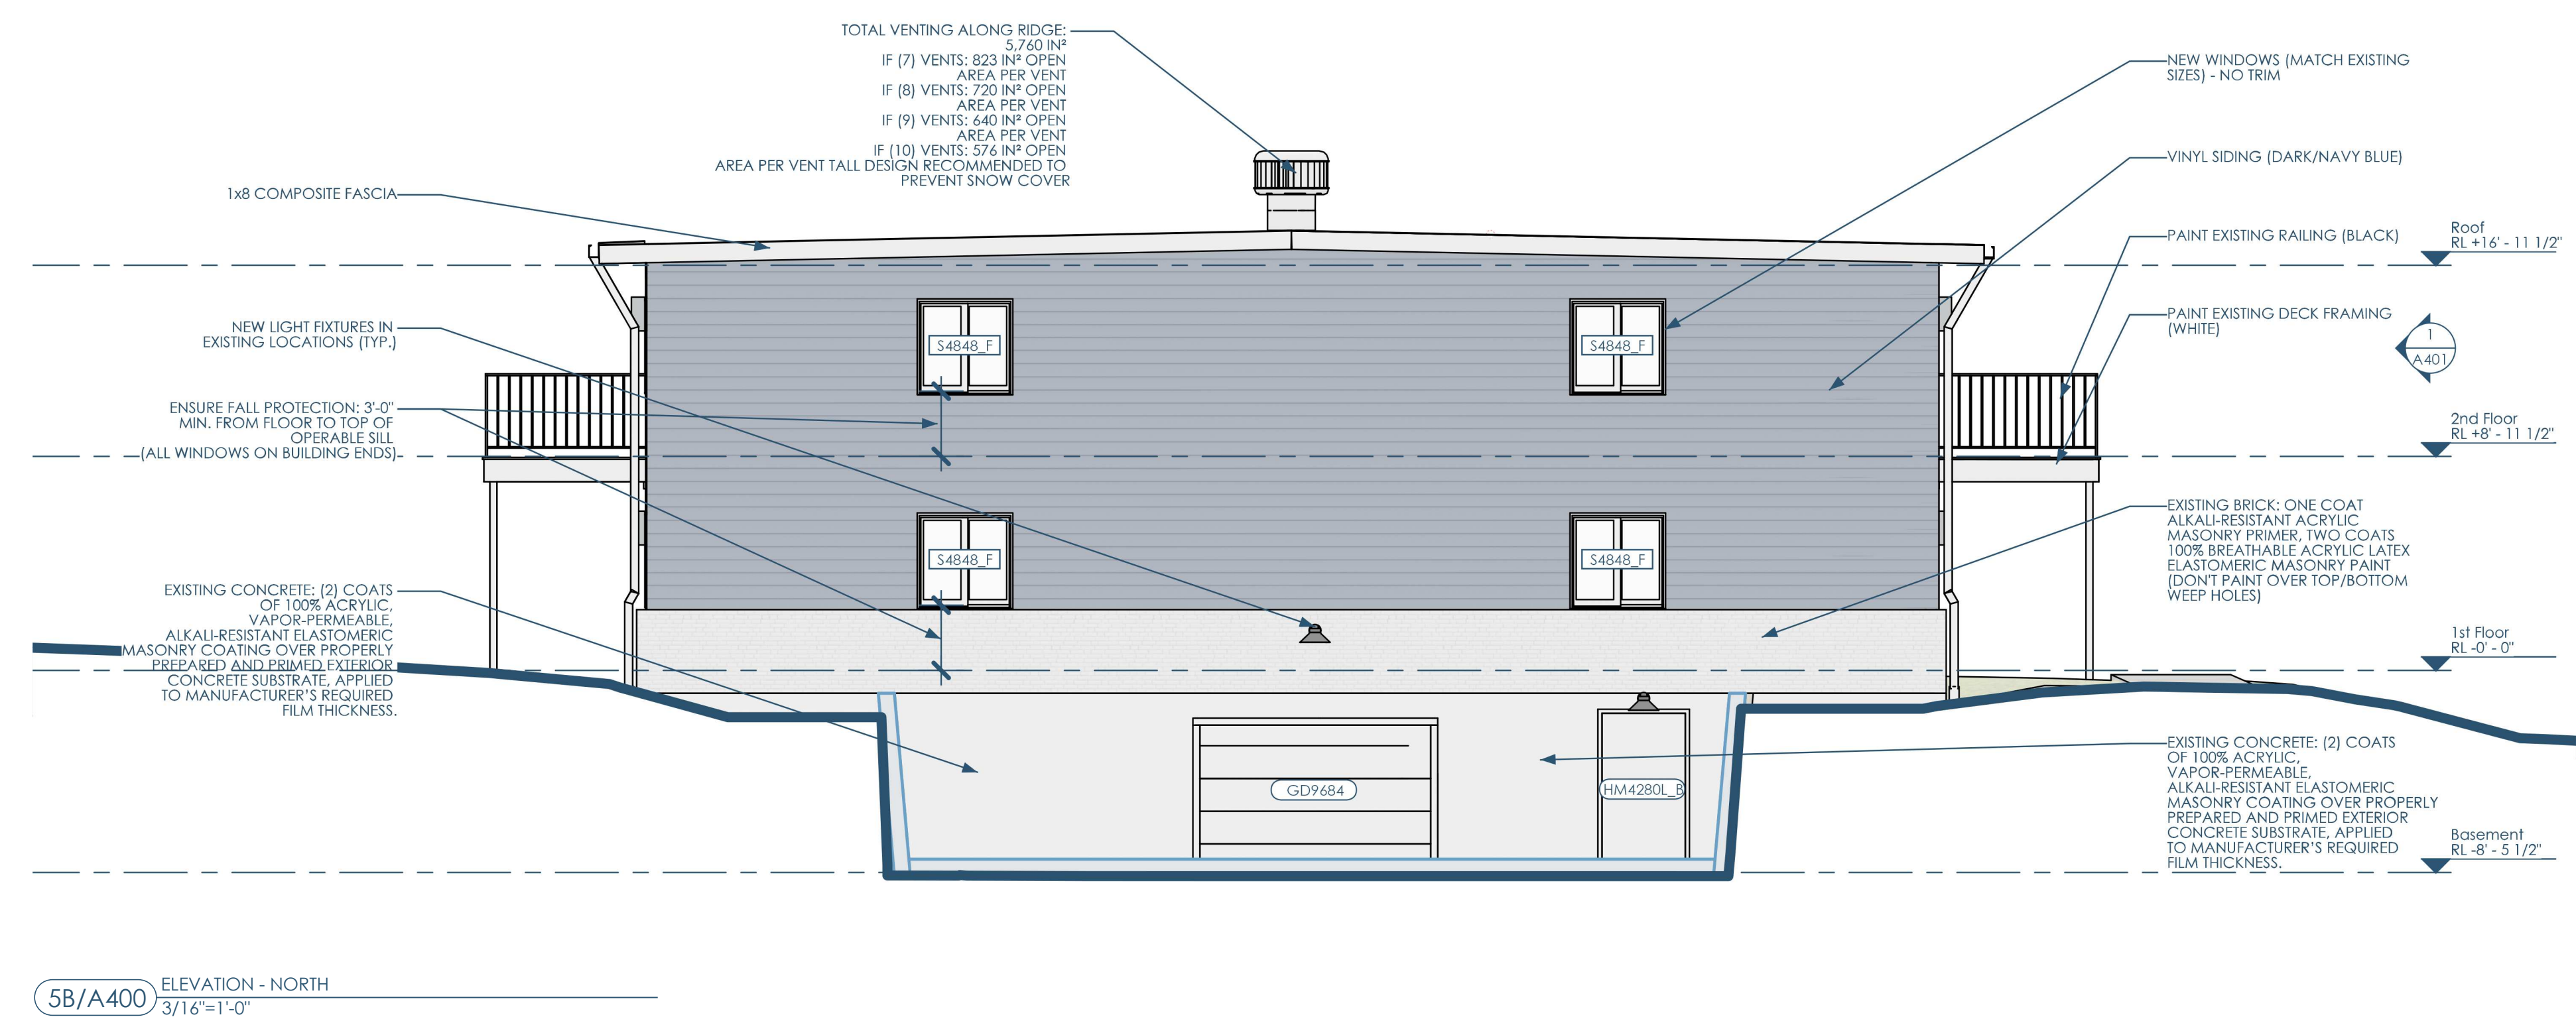 TOTAL VENTING ALONG RIDGE:
5,760 IN²
IF (7) VENTS: 823 IN² OPEN
AREA PER VENT
IF (8) VENTS: 720 IN² OPEN
AREA PER VENT
IF (9) VENTS: 640 IN² OPEN
AREA PER VENT
IF (10) VENTS: 576 IN² OPEN
AREA PER VENT TALL DESIGN RECOMMENDED TO
PREVENT SNOW COVER
1x8 COMPOSITE FASCIA
NEW LIGHT FIXTURES IN
EXISTING LOCATIONS (TYP.)
ENSURE FALL PROTECTION: 3'-0"
MIN. FROM FLOOR TO TOP OF
OPERABLE SILL
(ALL WINDOWS ON BUILDING ENDS)
EXISTING CONCRETE: (2) COATS
OF 100% ACRYLIC,
VAPOR-PERMEABLE,
ALKALI-RESISTANT ELASTOMERIC
MASONRY COATING OVER PROPERLY
PREPARED AND PRIMED EXTERIOR
CONCRETE SUBSTRATE, APPLIED
TO MANUFACTURER'S REQUIRED
FILM THICKNESS.
S4848_F
S4848_F
S4848_F
S4848_F
GD9684
HM4280L_B
NEW WINDOWS (MATCH EXISTING
SIZES) - NO TRIM
VINYL SIDING (DARK/NAVY BLUE)
PAINT EXISTING RAILING (BLACK)
PAINT EXISTING DECK FRAMING
(WHITE)
EXISTING BRICK: ONE COAT
ALKALI-RESISTANT ACRYLIC
MASONRY PRIMER, TWO COATS
100% BREATHABLE ACRYLIC LATEX
ELASTOMERIC MASONRY PAINT
(DON'T PAINT OVER TOP/BOTTOM
WEEP HOLES)
EXISTING CONCRETE: (2) COATS
OF 100% ACRYLIC,
VAPOR-PERMEABLE,
ALKALI-RESISTANT ELASTOMERIC
MASONRY COATING OVER PROPERLY
PREPARED AND PRIMED EXTERIOR
CONCRETE SUBSTRATE, APPLIED
TO MANUFACTURER'S REQUIRED
FILM THICKNESS.
Roof
RL +16' - 11 1/2"
1
A401
2nd Floor
RL +8' - 11 1/2"
1st Floor
RL -0' - 0"
Basement
RL -8' - 5 1/2"
5B/A400
ELEVATION - NORTH
3/16"=1'-0"